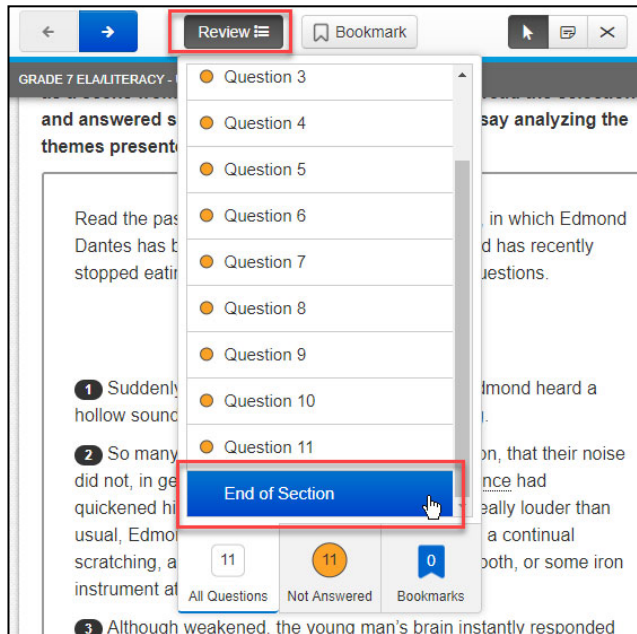 Review
Bookmark
GRADE 7 ELA/LITERACY -
Question 3
and answered s
say analyzing the
Question 4
themes present
Question 5
Read the pas
Question 6
, in which Edmond
Dantes has b
d has recently
stopped eatin
Question 7
uestions.
Question 8
Question 9
1 Suddenly
Question 10
dmond heard a
hollow sound
2 So many
Question 11
on, that their noise
did not, in ge
End of Section
nce had
quickened hi
eally louder than
usual, Edmo
a continual
scratching, a
11
11
0
ooth, or some iron
instrument at
All Questions
Not Answered
Bookmarks
3 Although weakened, the young man's brain instantly responded